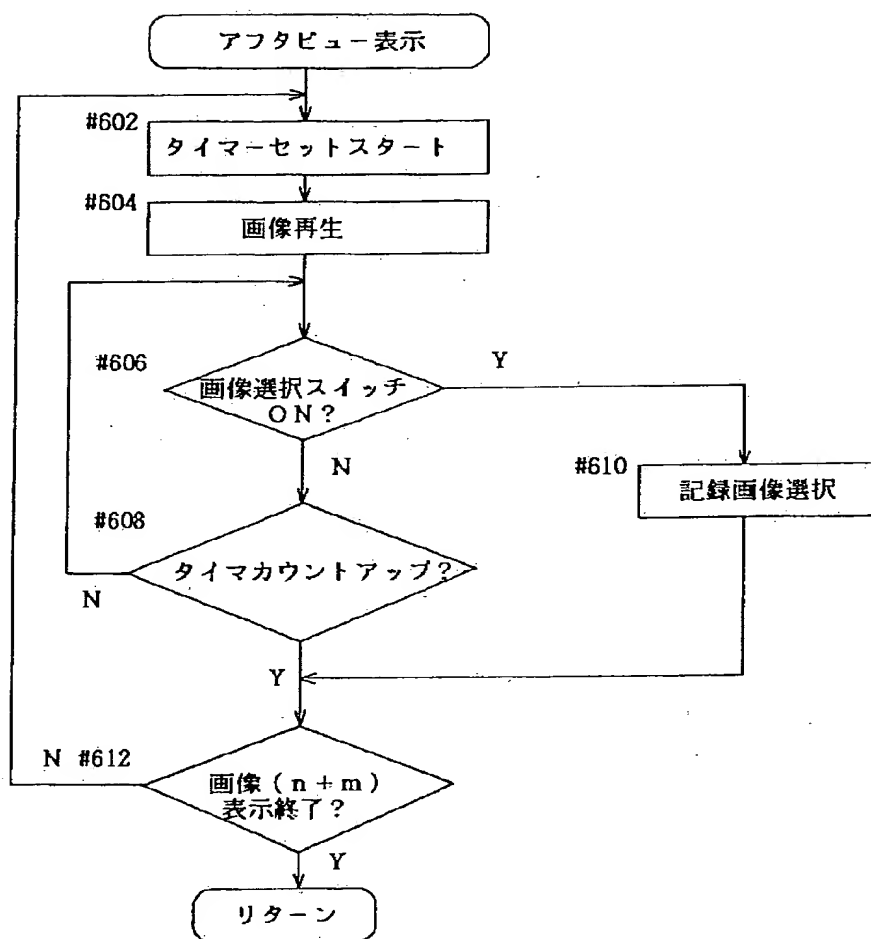 アフタビュー表示
#602
タイマーセットスタート
#604
画像再生
#606
画像選択スイッチ
ON?
Y
N
#610
記録画像選択
#608
タイマカウントアップ?
N
Y
N #612
画像(n+m)
表示終了?
Y
リターン